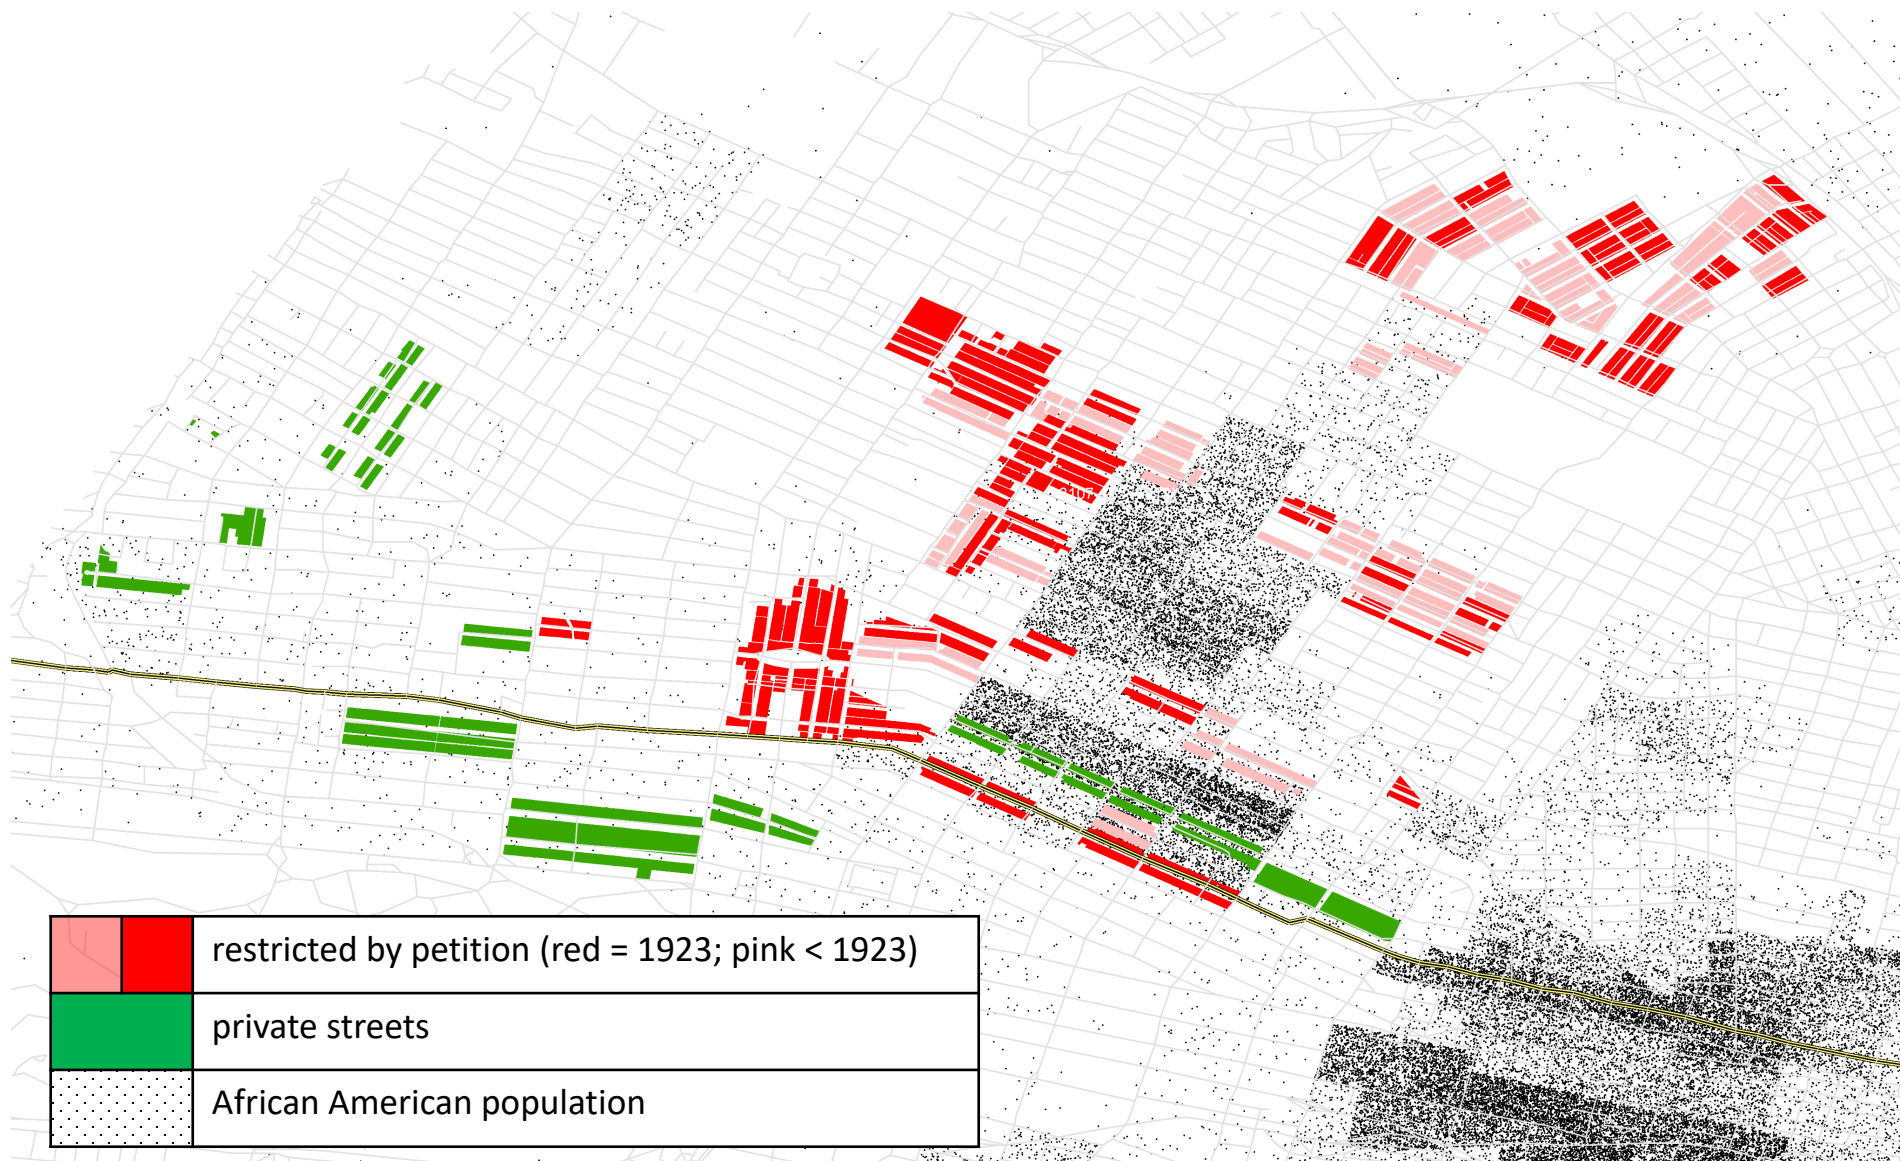 restricted by petition (red = 1923; pink < 1923)
private streets
African American population